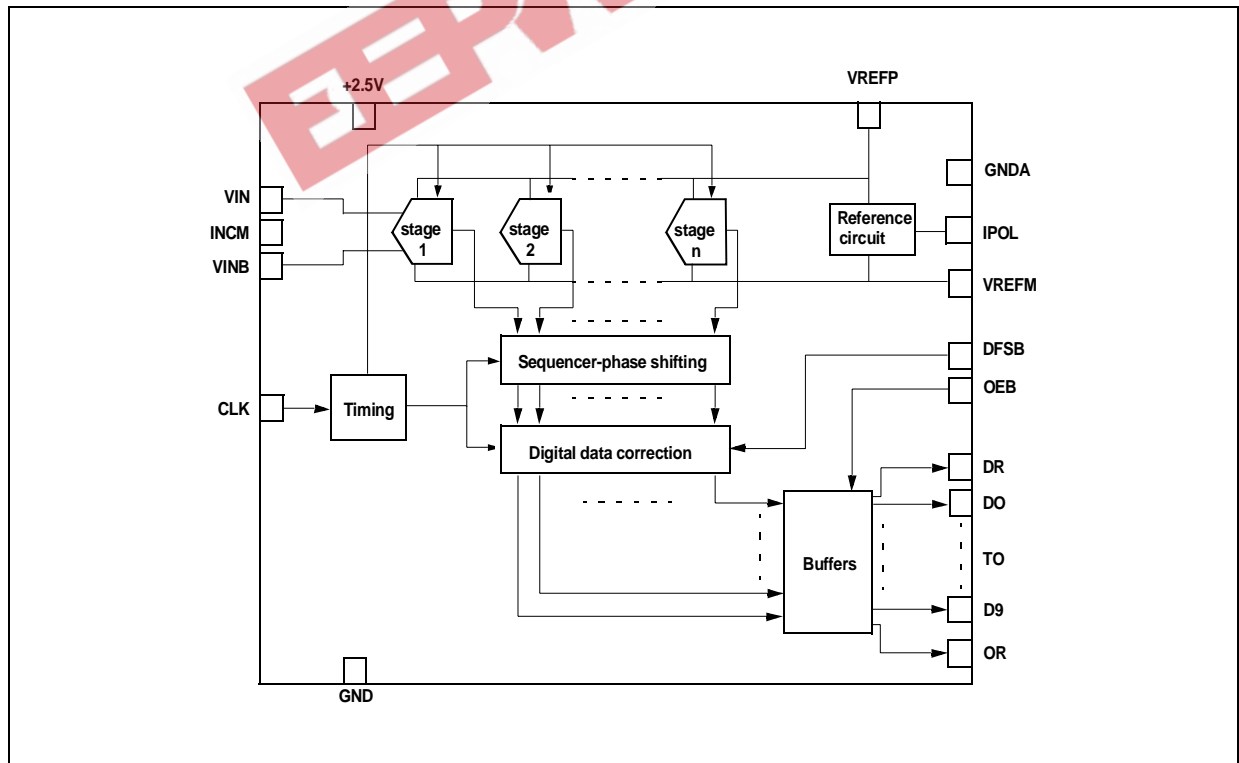 +2.5V
VREFP
GNDA
VIN
INCM
VINB
stage
1
stage
2
stage
n
Reference
circuit
IPOL
VREFM
Sequencer-phase shifting
DFSB
OEB
CLK
Timing
Digital data correction
DR
DO
TO
Buffers
D9
OR
GND